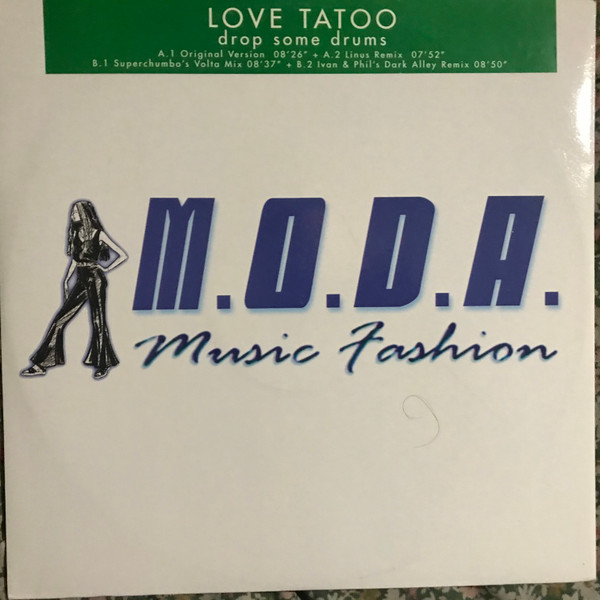 LOVE TATOO
drop some drums
A.1 Original Version 08'26" + A.2 Linus Remix 07'52"
B.1 Superchumbo's Volta Mix 08'37" + B.2 Ivan & Phil's Dark Alley Remix 08'50"
M.O.D.A.
Music Fashion